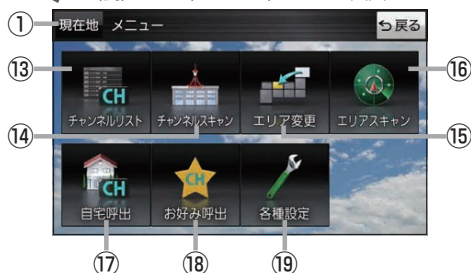 ① 現在地 メニュー 戻る
⑬ ⑯
CH CH
チャンネルリスト チャンネルスキャン エリア変更 エリアスキャン
⑭ ⑮
CH CH
自宅呼出 お好み呼出 各種設定
⑰ ⑱ ⑲